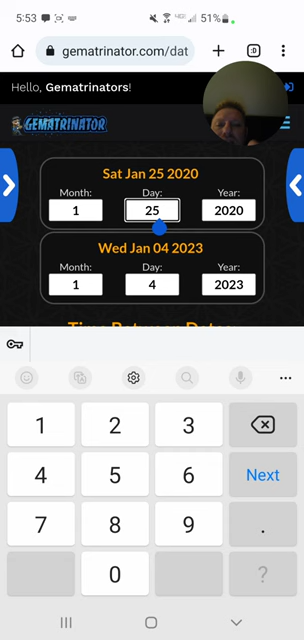 5:53 51%
gematrinator.com/dat
Hello, Gematrinators!
GEMATRINATOR
Sat Jan 25 2020
Month: Day: Year:
1 25 2020
Wed Jan 04 2023
Month: Day: Year:
1 4 2023
Time Between Dates:
1 2 3
4 5 6 Next
7 8 9 .
0 ?